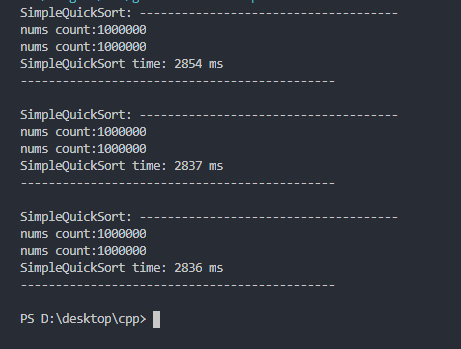 SimpleQuickSort: --------------------------------------
nums count:1000000
nums count:1000000
SimpleQuickSort time: 2854 ms
----------------------------------------------
SimpleQuickSort: --------------------------------------
nums count:1000000
nums count:1000000
SimpleQuickSort time: 2837 ms
----------------------------------------------
SimpleQuickSort: --------------------------------------
nums count:1000000
nums count:1000000
SimpleQuickSort time: 2836 ms
----------------------------------------------
PS D:\desktop\cpp>